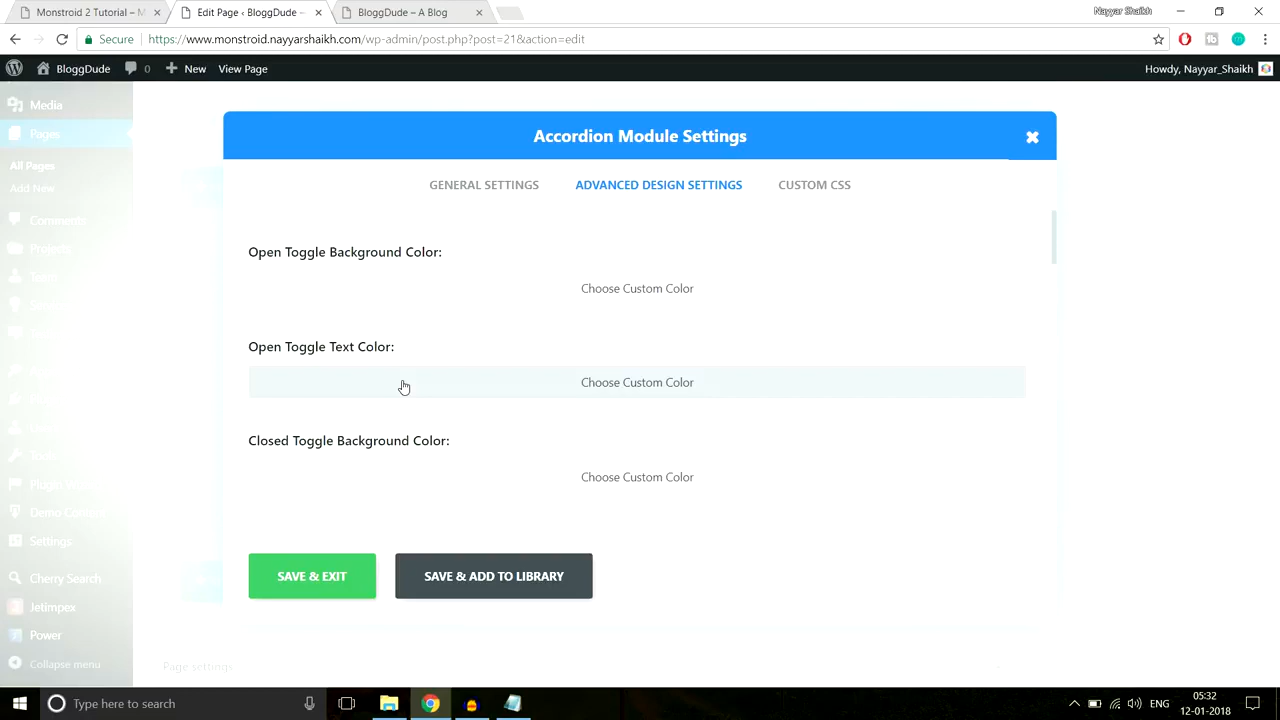 Monstroid 2 Tutorial – M
Edit Page ‹ BloggDude –
BloggDude – A Blog
Nayyar Shaikh
Secure
https://www.monstroid.nayyarshaikh.com/wp-admin/post.php?post=21&action=edit
BloggDude
0
New
View Page
Howdy, Nayyar_Shaikh
Media
Pages
All Pages
Add New
Comments
Projects
Settings
Cherry Search
Jetimpex
Power
Collapse menu
Accordion Module Settings
GENERAL SETTINGS
ADVANCED DESIGN SETTINGS
CUSTOM CSS
Open Toggle Background Color:
Choose Custom Color
Open Toggle Text Color:
Choose Custom Color
Closed Toggle Background Color:
Choose Custom Color
SAVE & EXIT
SAVE & ADD TO LIBRARY
Page settings
Type here to search
ENG
05:32
12-01-2018